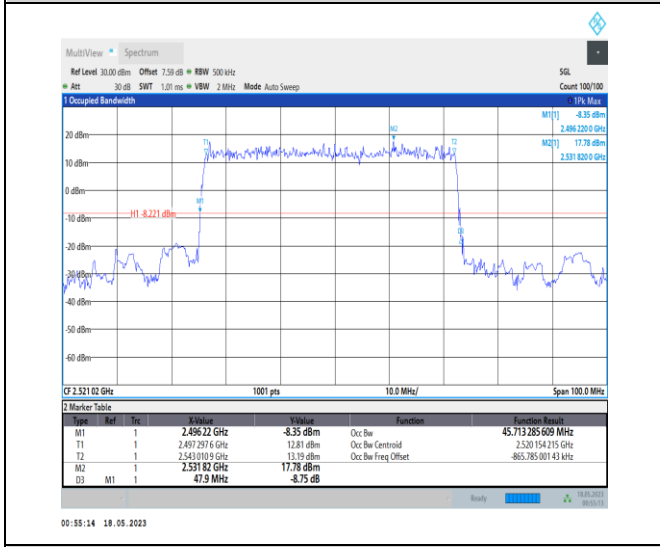 MultiView Spectrum
Ref Level 30.00 dBm Offset 7.59 dB RBW 500 kHz SGL
Att 30 dB SWT 1.01 ms VBW 2 MHz Mode Auto Sweep Count 100/100
1 Occupied Bandwidth 1Pk Max
M1[1] -8.35 dBm
2.496 220 0 GHz
M2[1] 17.78 dBm
2.531 820 0 GHz
20 dBm
M2
T1
T2
10 dBm
0 dBm
M1
-10 dBm
H1 -8.221 dBm
D3
-20 dBm
-30 dBm
-40 dBm
-50 dBm
-60 dBm
CF 2.521 02 GHz 1001 pts 10.0 MHz/ Span 100.0 MHz
2 Marker Table
Type Ref Trc X-Value Y-Value Function Function Result
M1 1 2.496 22 GHz -8.35 dBm Occ Bw 45.713 285 609 MHz
T1 1 2.497 297 6 GHz 12.81 dBm Occ Bw Centroid 2.520 154 215 GHz
T2 1 2.543 010 9 GHz 13.19 dBm Occ Bw Freq Offset -865.785 001 43 kHz
M2 1 2.531 82 GHz 17.78 dBm
D3 M1 1 47.9 MHz -8.75 dB
Ready 18.05.2023
00:55:13
00:55:14 18.05.2023